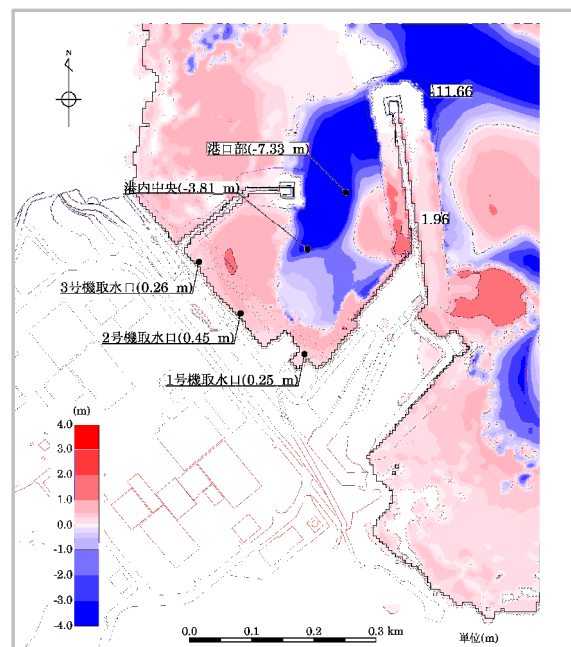 N
11.66
港口部(-7.33 m)
港内中央(-3.81 m)
1.96
3号機取水口(0.26 m)
2号機取水口(0.45 m)
1号機取水口(0.25 m)
(m)
4.0
3.0
2.0
1.0
0.0
-1.0
-2.0
-3.0
-4.0
0.0 0.1 0.2 0.3 km
単位(m)